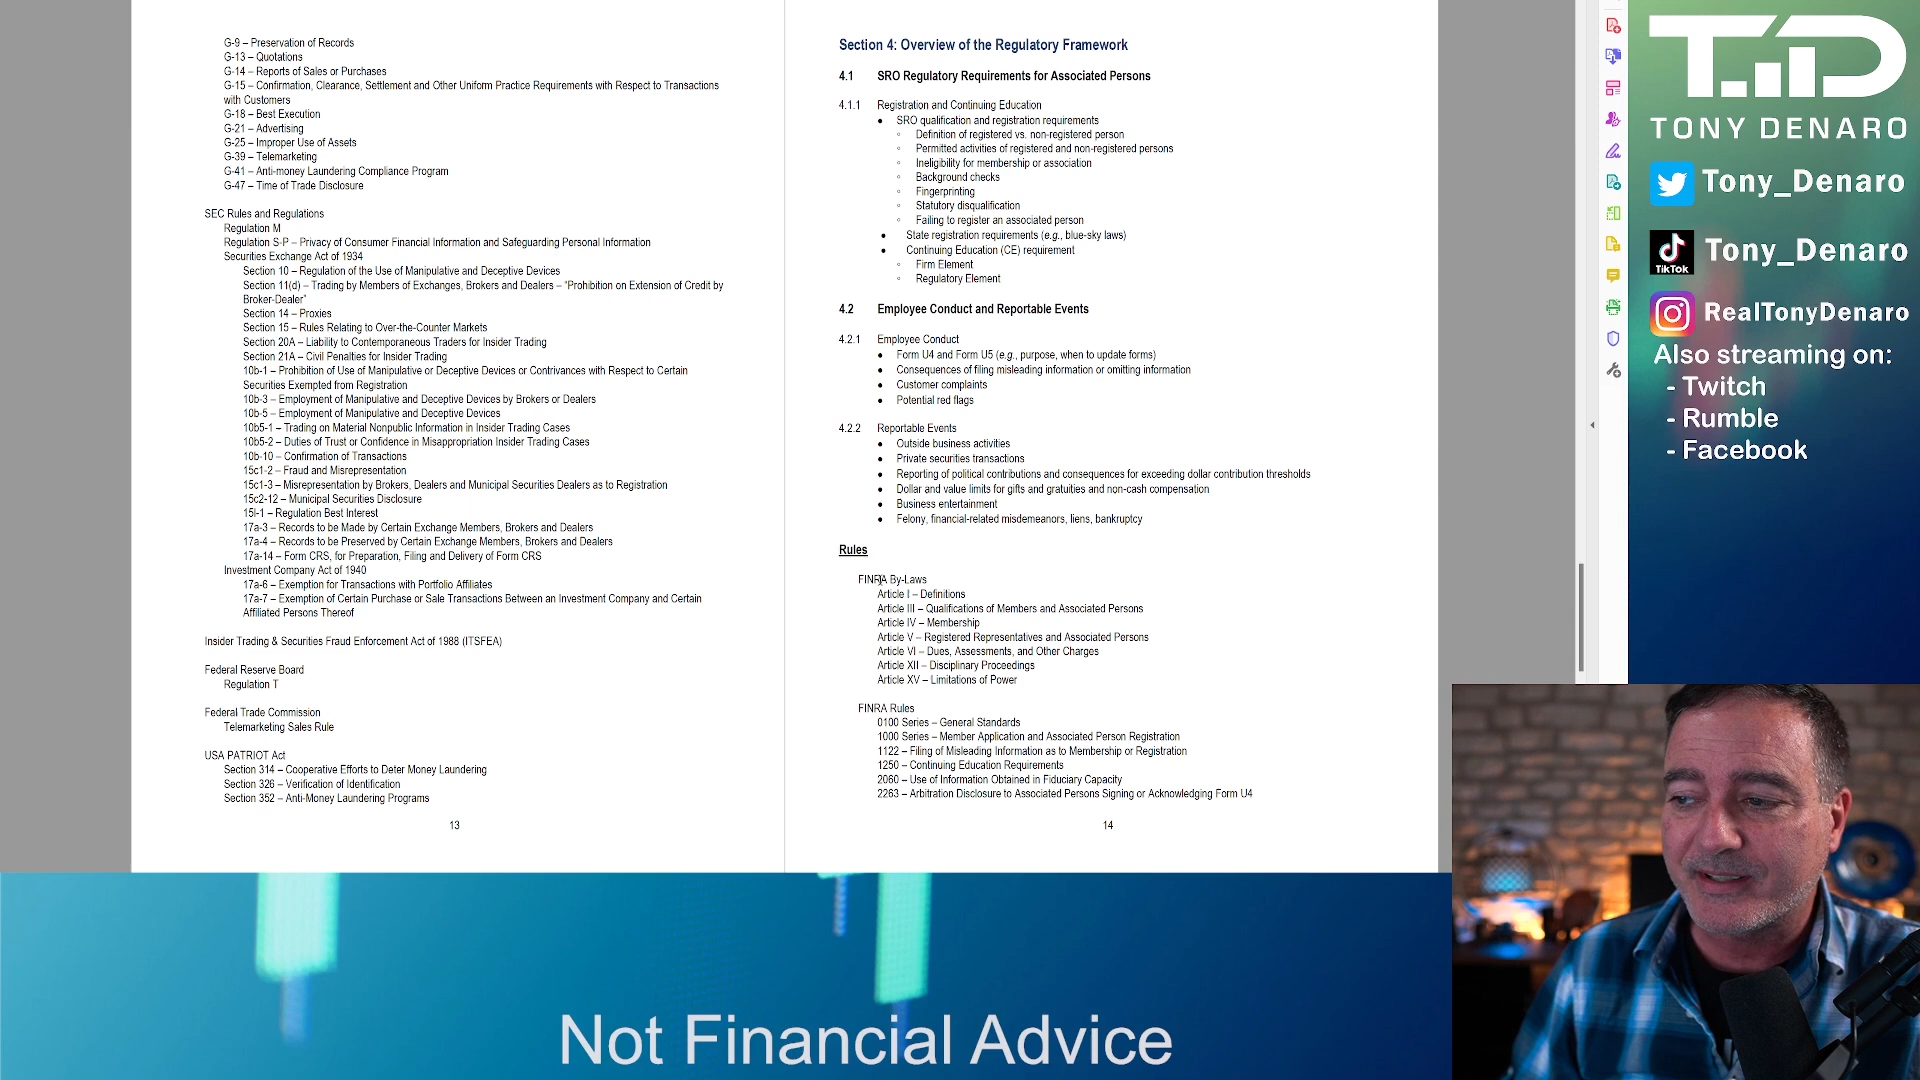 G-9 – Preservation of Records
G-13 – Quotations
G-14 – Reports of Sales or Purchases
G-15 – Confirmation, Clearance, Settlement and Other Uniform Practice Requirements with Respect to Transactions
with Customers
G-18 – Best Execution
G-21 – Advertising
G-25 – Improper Use of Assets
G-39 – Telemarketing
G-41 – Anti-money Laundering Compliance Program
G-47 – Time of Trade Disclosure
SEC Rules and Regulations
Regulation M
Regulation S-P – Privacy of Consumer Financial Information and Safeguarding Personal Information
Securities Exchange Act of 1934
Section 10 – Regulation of the Use of Manipulative and Deceptive Devices
Section 11(d) – Trading by Members of Exchanges, Brokers and Dealers – "Prohibition on Extension of Credit by
Broker-Dealer"
Section 14 – Proxies
Section 15 – Rules Relating to Over-the-Counter Markets
Section 20A – Liability to Contemporaneous Traders for Insider Trading
Section 21A – Civil Penalties for Insider Trading
10b-1 – Prohibition of Use of Manipulative or Deceptive Devices or Contrivances with Respect to Certain
Securities Exempted from Registration
10b-3 – Employment of Manipulative and Deceptive Devices by Brokers or Dealers
10b-5 – Employment of Manipulative and Deceptive Devices
10b5-1 – Trading on Material Nonpublic Information in Insider Trading Cases
10b5-2 – Duties of Trust or Confidence in Misappropriation Insider Trading Cases
10b-10 – Confirmation of Transactions
15c1-2 – Fraud and Misrepresentation
15c1-3 – Misrepresentation by Brokers, Dealers and Municipal Securities Dealers as to Registration
15c2-12 – Municipal Securities Disclosure
15l-1 – Regulation Best Interest
17a-3 – Records to be Made by Certain Exchange Members, Brokers and Dealers
17a-4 – Records to be Preserved by Certain Exchange Members, Brokers and Dealers
17a-14 – Form CRS, for Preparation, Filing and Delivery of Form CRS
Investment Company Act of 1940
17a-6 – Exemption for Transactions with Portfolio Affiliates
17a-7 – Exemption of Certain Purchase or Sale Transactions Between an Investment Company and Certain
Affiliated Persons Thereof
Insider Trading & Securities Fraud Enforcement Act of 1988 (ITSFEA)
Federal Reserve Board
Regulation T
Federal Trade Commission
Telemarketing Sales Rule
USA PATRIOT Act
Section 314 – Cooperative Efforts to Deter Money Laundering
Section 326 – Verification of Identification
Section 352 – Anti-Money Laundering Programs
13
Section 4: Overview of the Regulatory Framework
4.1 SRO Regulatory Requirements for Associated Persons
4.1.1 Registration and Continuing Education
• SRO qualification and registration requirements
◦ Definition of registered vs. non-registered person
◦ Permitted activities of registered and non-registered persons
◦ Ineligibility for membership or association
◦ Background checks
◦ Fingerprinting
◦ Statutory disqualification
◦ Failing to register an associated person
• State registration requirements (e.g., blue-sky laws)
• Continuing Education (CE) requirement
◦ Firm Element
◦ Regulatory Element
4.2 Employee Conduct and Reportable Events
4.2.1 Employee Conduct
• Form U4 and Form U5 (e.g., purpose, when to update forms)
• Consequences of filing misleading information or omitting information
• Customer complaints
• Potential red flags
4.2.2 Reportable Events
• Outside business activities
• Private securities transactions
• Reporting of political contributions and consequences for exceeding dollar contribution thresholds
• Dollar and value limits for gifts and gratuities and non-cash compensation
• Business entertainment
• Felony, financial-related misdemeanors, liens, bankruptcy
Rules
FINRA By-Laws
Article I – Definitions
Article III – Qualifications of Members and Associated Persons
Article IV – Membership
Article V – Registered Representatives and Associated Persons
Article VI – Dues, Assessments, and Other Charges
Article XII – Disciplinary Proceedings
Article XV – Limitations of Power
FINRA Rules
0100 Series – General Standards
1000 Series – Member Application and Associated Person Registration
1122 – Filing of Misleading Information as to Membership or Registration
1250 – Continuing Education Requirements
2060 – Use of Information Obtained in Fiduciary Capacity
2263 – Arbitration Disclosure to Associated Persons Signing or Acknowledging Form U4
14
TD
TONY DENARO
Tony_Denaro
TikTok
Tony_Denaro
RealTonyDenaro
Also streaming on:
- Twitch
- Rumble
- Facebook
Not Financial Advice